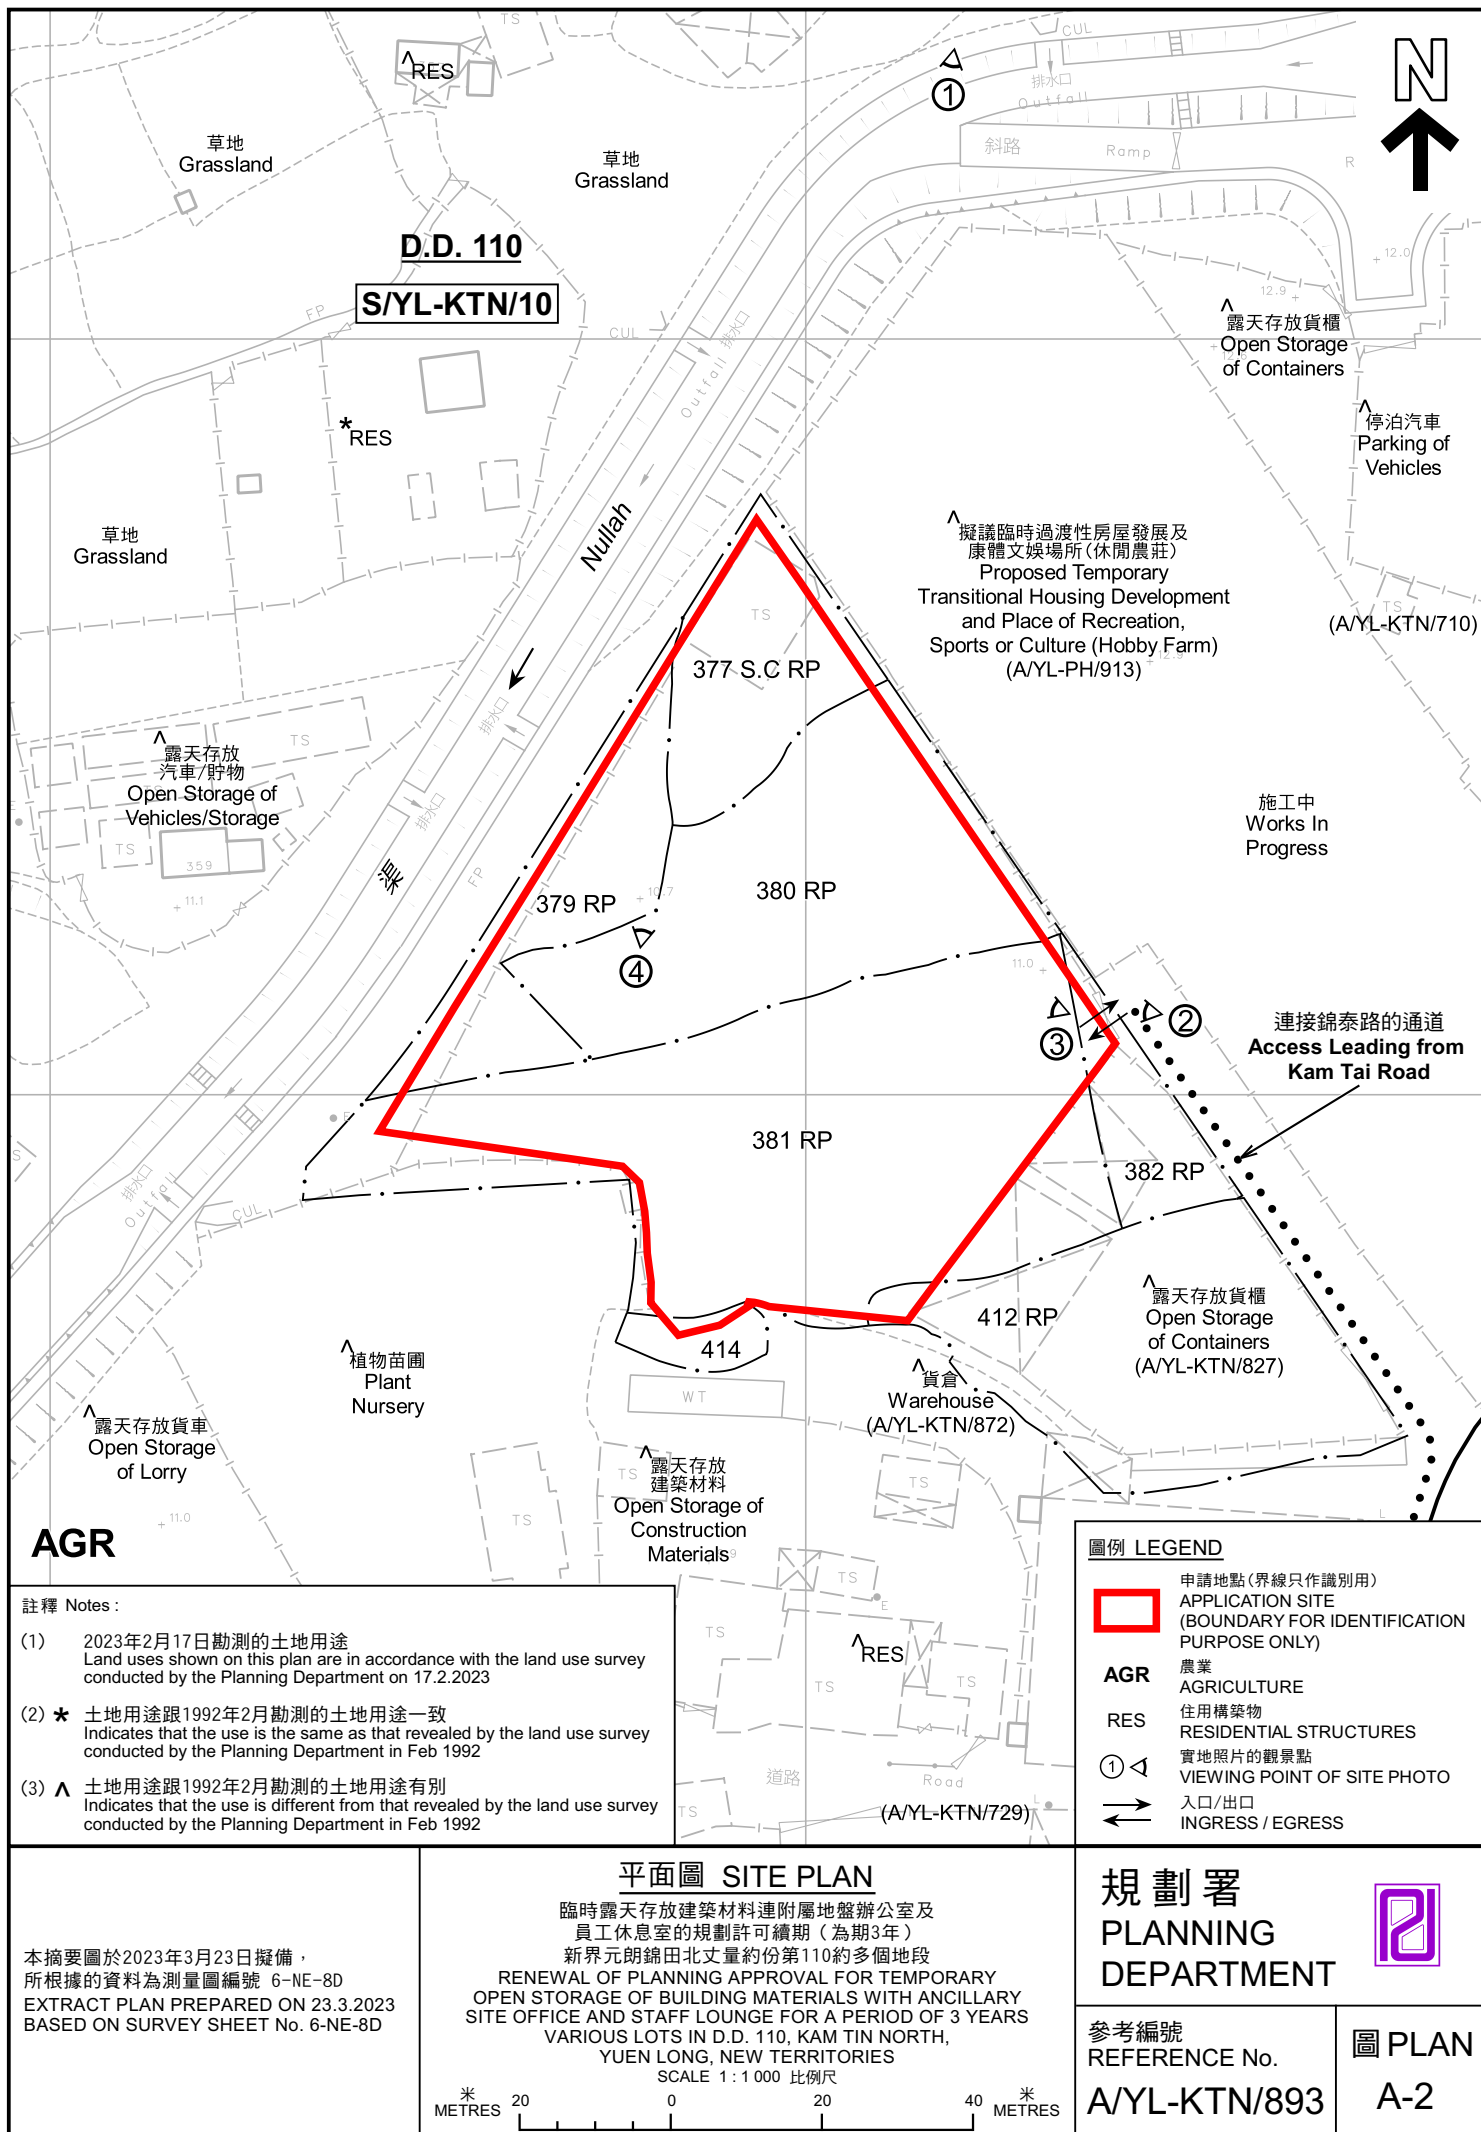 TS
CUL
^RES
①
排水口
Outfall
N
草地
Grassland
草地
Grassland
斜路
Ramp
R
D.D. 110
S/YL-KTN/10
FP
CUL
12.0
12.9
^露天存放貨櫃
Open Storage
of Containers
排水口
Outfall
*RES
^停泊汽車
Parking of
Vehicles
草地
Grassland
Nullah
^擬議臨時過渡性房屋發展及
康體文娛場所(休閒農莊)
Proposed Temporary
Transitional Housing Development
and Place of Recreation,
Sports or Culture (Hobby Farm)
(A/YL-PH/913)
12.9
TS
(A/YL-KTN/710)
TS
377 S.C RP
排水口
TS
^露天存放
汽車/貯物
Open Storage of
Vehicles/Storage
TS
359
11.1
排水口
渠
FP
施工中
Works In
Progress
379 RP
10.7
380 RP
④
11.0
③
②
連接錦泰路的通道
Access Leading from
Kam Tai Road
E
381 RP
382 RP
S
排水口
Outfall
CUL
412 RP
^露天存放貨櫃
Open Storage
of Containers
(A/YL-KTN/827)
414
^植物苗圃
Plant
Nursery
WT
^貨倉
Warehouse
(A/YL-KTN/872)
^露天存放貨車
Open Storage
of Lorry
TS
^露天存放
建築材料
Open Storage of
Construction
Materials
TS
TS
11.0
L
AGR
TS
E
TS
^RES
TS
TS
道路
Road
L
TS
(A/YL-KTN/729)
註釋 Notes :
(1) 2023年2月17日勘測的土地用途
Land uses shown on this plan are in accordance with the land use survey
conducted by the Planning Department on 17.2.2023
(2) * 土地用途跟1992年2月勘測的土地用途一致
Indicates that the use is the same as that revealed by the land use survey
conducted by the Planning Department in Feb 1992
(3) ^ 土地用途跟1992年2月勘測的土地用途有別
Indicates that the use is different from that revealed by the land use survey
conducted by the Planning Department in Feb 1992
圖例 LEGEND
申請地點(界線只作識別用)
APPLICATION SITE
(BOUNDARY FOR IDENTIFICATION
PURPOSE ONLY)
AGR 農業
AGRICULTURE
RES 住用構築物
RESIDENTIAL STRUCTURES
① 實地照片的觀景點
VIEWING POINT OF SITE PHOTO
入口/出口
INGRESS / EGRESS
本摘要圖於2023年3月23日擬備，
所根據的資料為測量圖編號 6-NE-8D
EXTRACT PLAN PREPARED ON 23.3.2023
BASED ON SURVEY SHEET No. 6-NE-8D
平面圖 SITE PLAN
臨時露天存放建築材料連附屬地盤辦公室及
員工休息室的規劃許可續期（為期3年）
新界元朗錦田北丈量約份第110約多個地段
RENEWAL OF PLANNING APPROVAL FOR TEMPORARY
OPEN STORAGE OF BUILDING MATERIALS WITH ANCILLARY
SITE OFFICE AND STAFF LOUNGE FOR A PERIOD OF 3 YEARS
VARIOUS LOTS IN D.D. 110, KAM TIN NORTH,
YUEN LONG, NEW TERRITORIES
SCALE 1 : 1 000 比例尺
米
METRES 20 0 20 40 米
METRES
規劃署
PLANNING
DEPARTMENT
參考編號
REFERENCE No.
A/YL-KTN/893
圖 PLAN
A-2